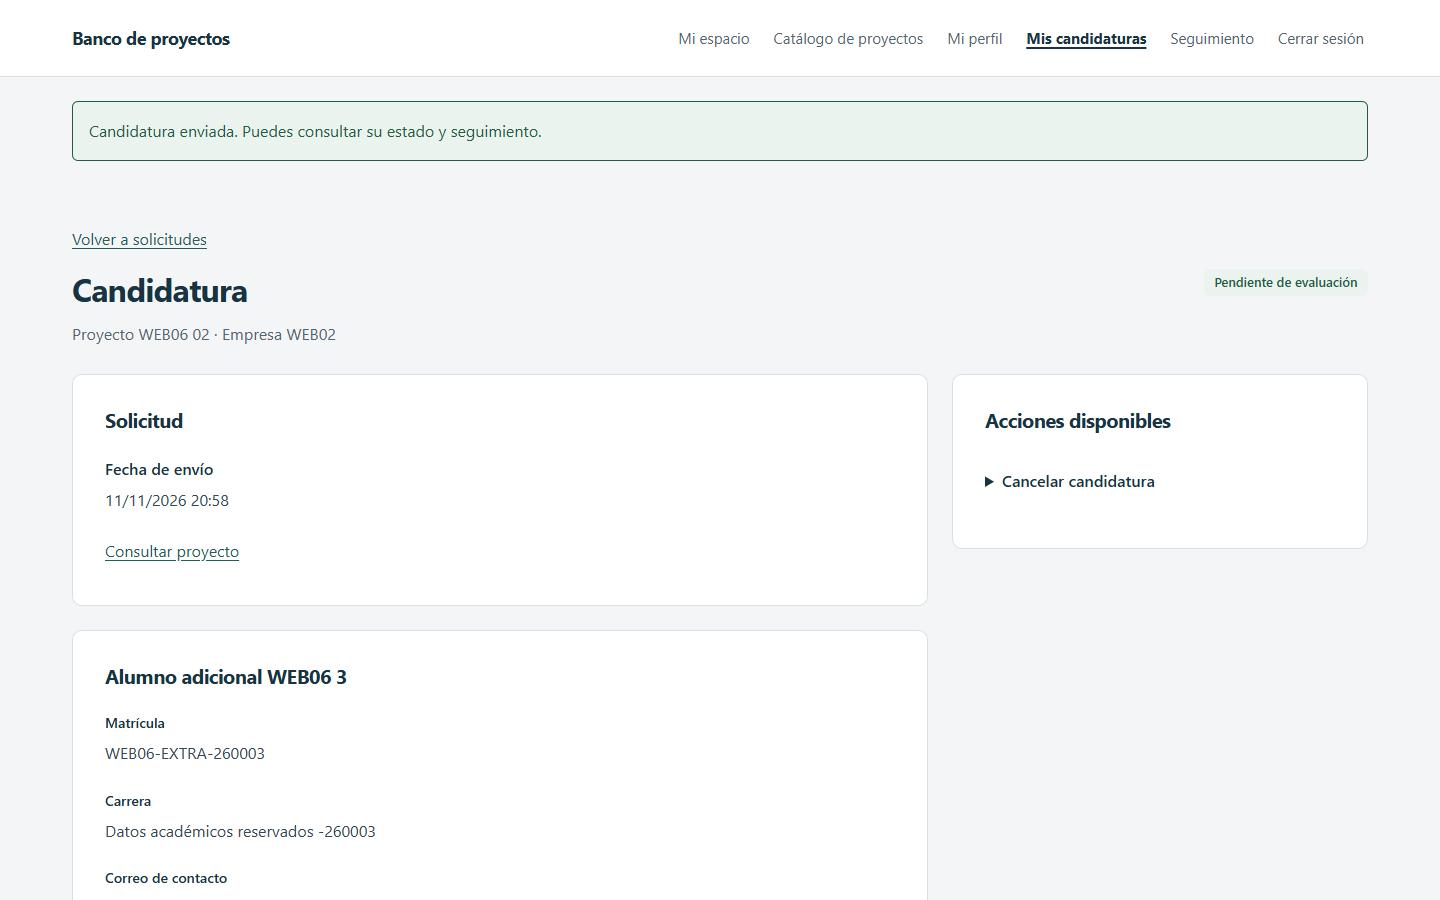 Banco de proyectos
Mi espacio
Catálogo de proyectos
Mi perfil
Mis candidaturas
Seguimiento
Cerrar sesión
Candidatura enviada. Puedes consultar su estado y seguimiento.
Volver a solicitudes
Candidatura
Pendiente de evaluación
Proyecto WEB06 02 · Empresa WEB02
Solicitud
Fecha de envío
11/11/2026 20:58
Consultar proyecto
Acciones disponibles
Cancelar candidatura
Alumno adicional WEB06 3
Matrícula
WEB06-EXTRA-260003
Carrera
Datos académicos reservados -260003
Correo de contacto